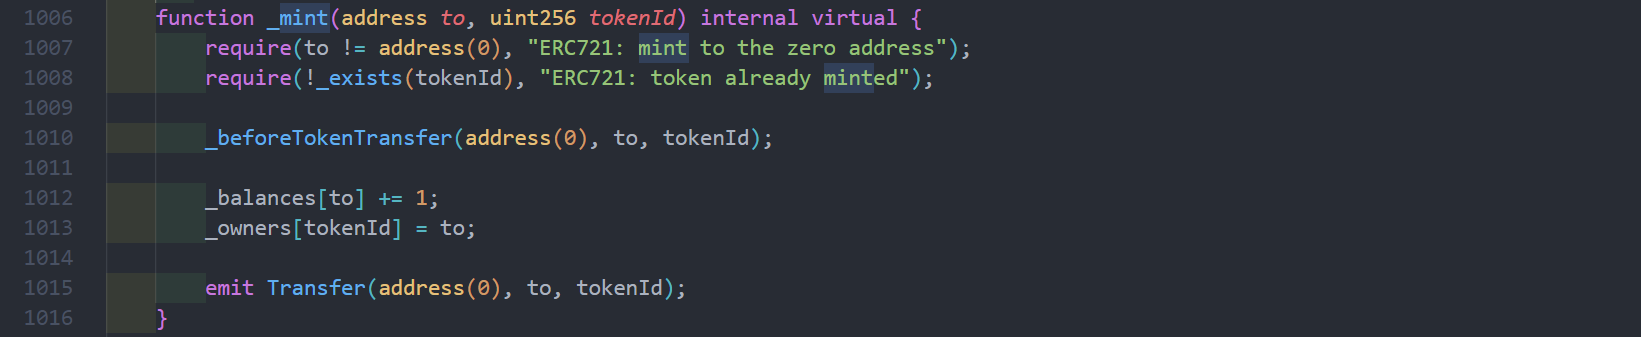 1006 function _mint(address to, uint256 tokenId) internal virtual {
1007 require(to != address(0), "ERC721: mint to the zero address");
1008 require(!_exists(tokenId), "ERC721: token already minted");
1009
1010 _beforeTokenTransfer(address(0), to, tokenId);
1011
1012 _balances[to] += 1;
1013 _owners[tokenId] = to;
1014
1015 emit Transfer(address(0), to, tokenId);
1016 }